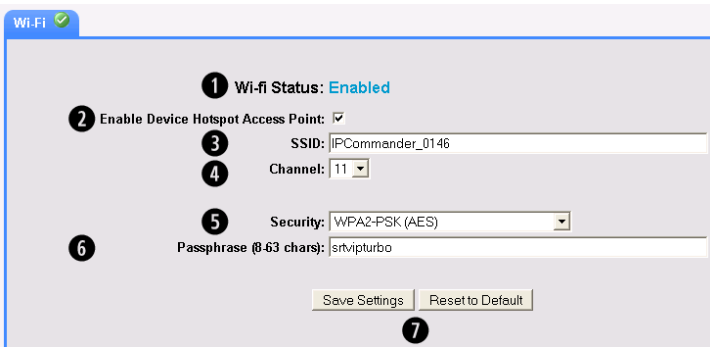 Wi-Fi
1 Wi-fi Status: Enabled
2 Enable Device Hotspot Access Point:
3 SSID: IPCommander_0146
4 Channel: 11
5 Security: WPA2-PSK (AES)
6 Passphrase (8-63 chars): srtvipturbo
Save Settings Reset to Default
7